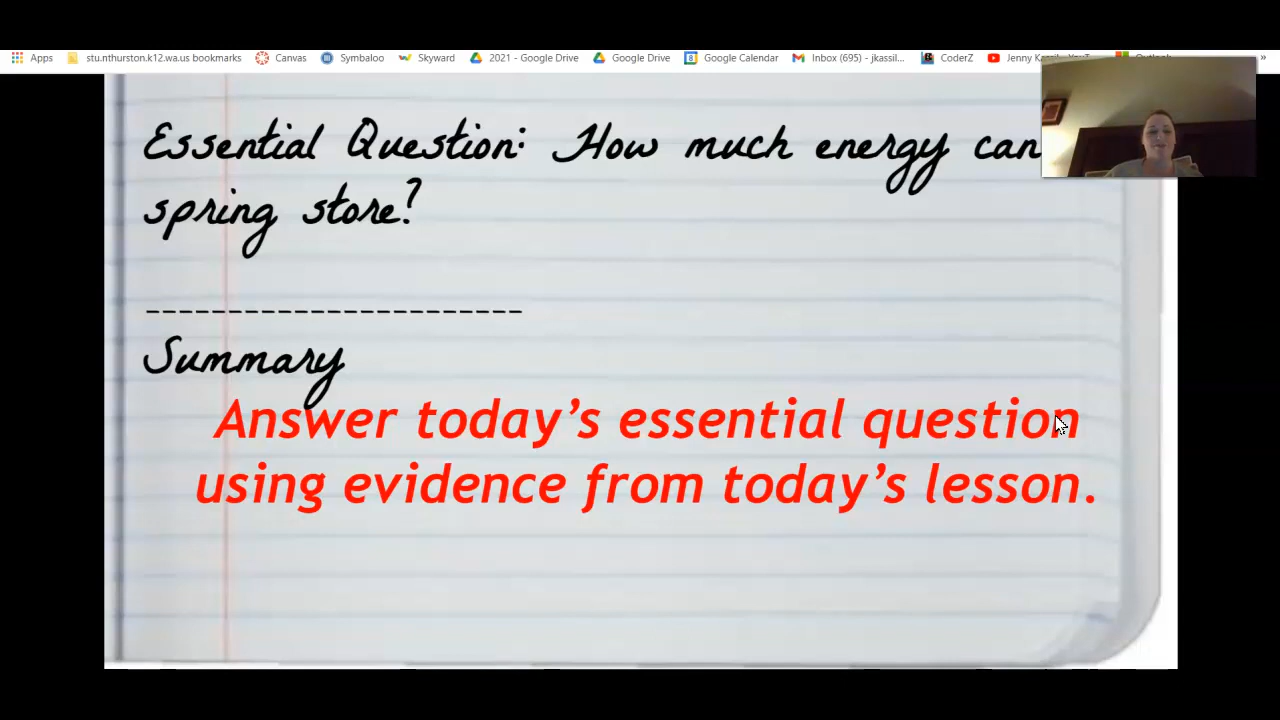 Apps stu.nthurston.k12.wa.us bookmarks Canvas Symbaloo Skyward 2021 - Google Drive Google Drive Google Calendar Inbox (695) - jkassil... CoderZ Jenny »
Essential Question: How much energy can
spring store?
-----------------------
Summary
Answer today's essential question
using evidence from today's lesson.